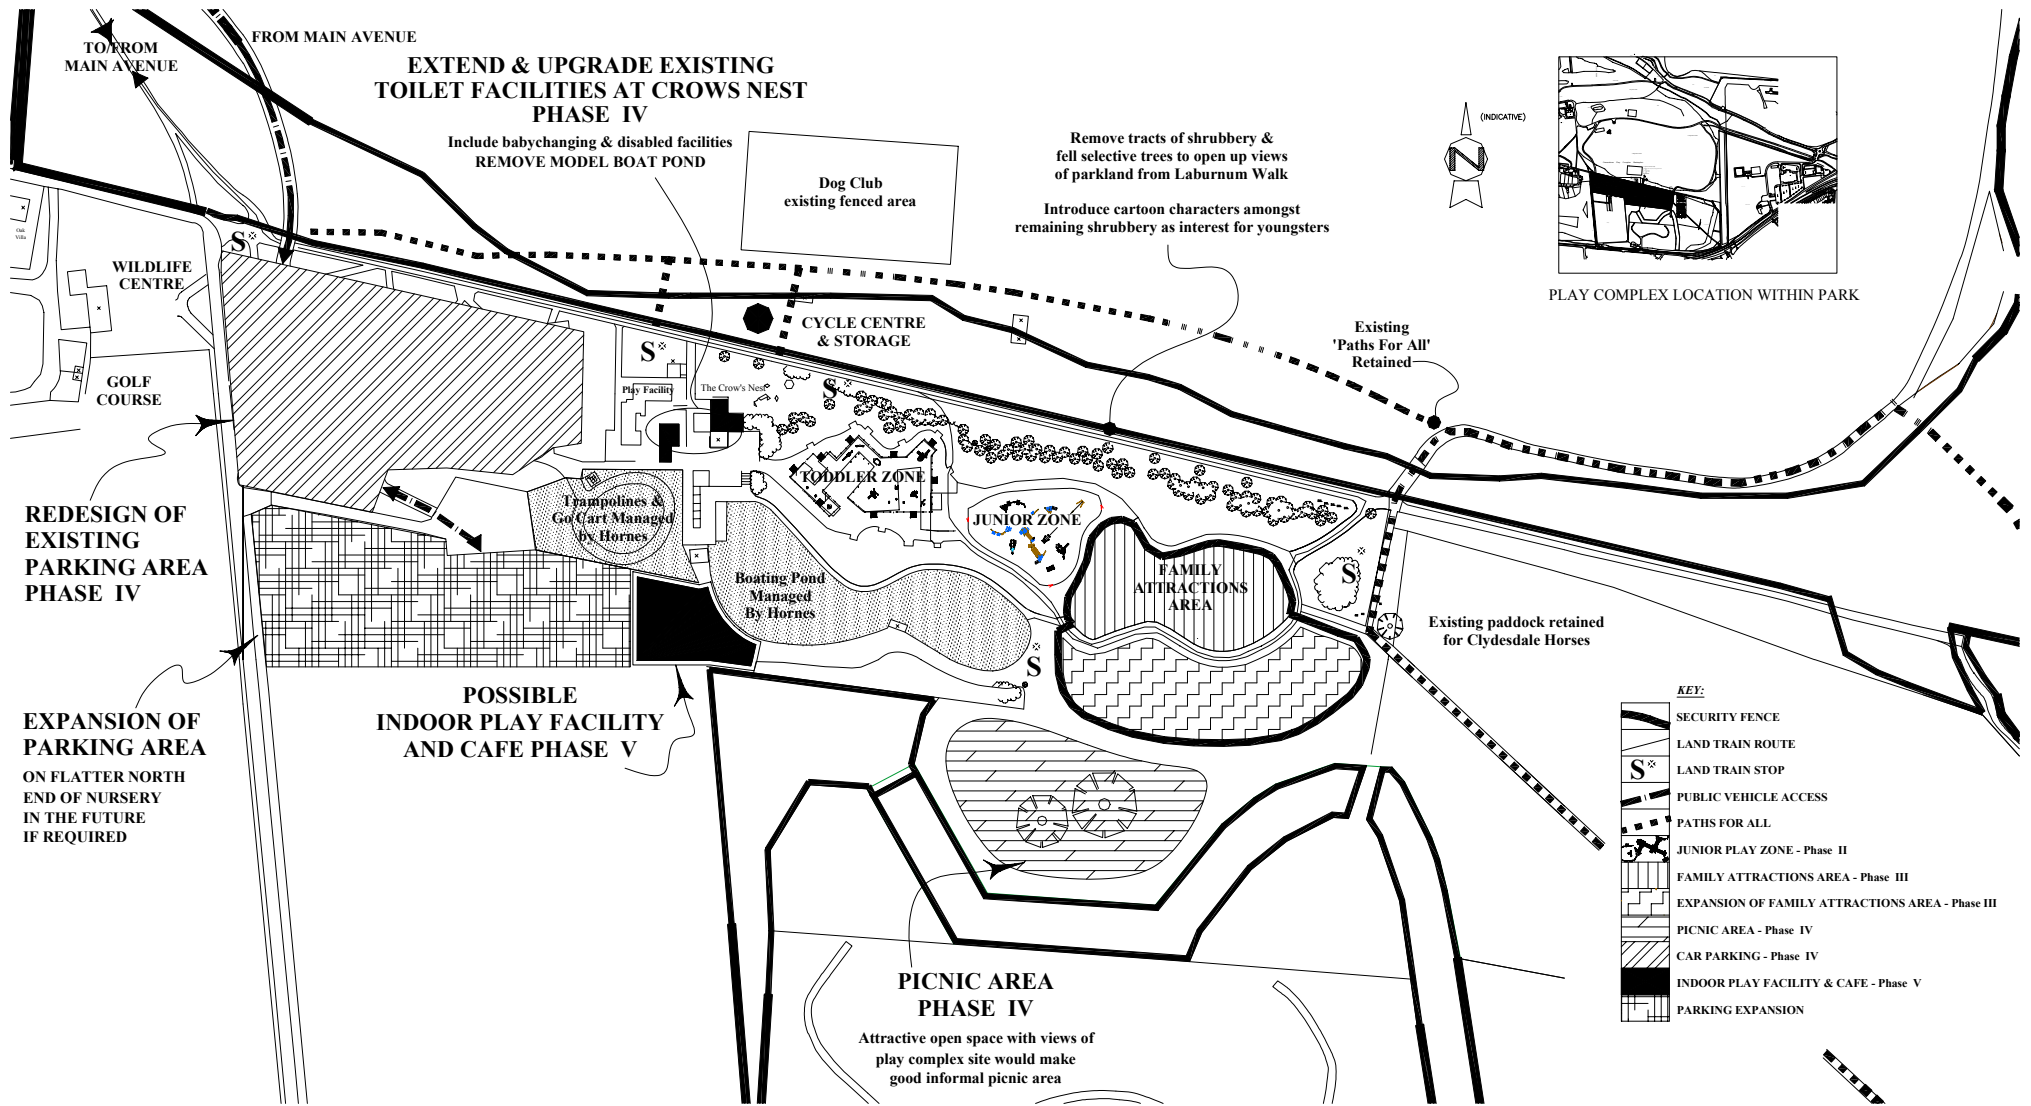 FROM MAIN AVENUE
TO/FROM
MAIN AVENUE
EXTEND & UPGRADE EXISTING
TOILET FACILITIES AT CROWS NEST
PHASE IV
Include babychanging & disabled facilities
REMOVE MODEL BOAT POND
Dog Club
existing fenced area
Remove tracts of shrubbery &
fell selective trees to open up views
of parkland from Laburnum Walk
Introduce cartoon characters amongst
remaining shrubbery as interest for youngsters
(INDICATIVE)
N
PLAY COMPLEX LOCATION WITHIN PARK
Oak
Villa
WILDLIFE
CENTRE
S
GOLF
COURSE
S
Play Facility
The Crow's Nest
CYCLE CENTRE
& STORAGE
S
Existing
'Paths For All'
Retained
TODDLER ZONE
Trampolines &
Go Cart Managed
by Hornes
JUNIOR ZONE
Boating Pond
Managed
By Hornes
FAMILY
ATTRACTIONS
AREA
S
S
Existing paddock retained
for Clydesdale Horses
REDESIGN OF
EXISTING
PARKING AREA
PHASE IV
EXPANSION OF
PARKING AREA
ON FLATTER NORTH
END OF NURSERY
IN THE FUTURE
IF REQUIRED
POSSIBLE
INDOOR PLAY FACILITY
AND CAFE PHASE V
PICNIC AREA
PHASE IV
Attractive open space with views of
play complex site would make
good informal picnic area
KEY:
SECURITY FENCE
LAND TRAIN ROUTE
S LAND TRAIN STOP
PUBLIC VEHICLE ACCESS
PATHS FOR ALL
JUNIOR PLAY ZONE - Phase II
FAMILY ATTRACTIONS AREA - Phase III
EXPANSION OF FAMILY ATTRACTIONS AREA - Phase III
PICNIC AREA - Phase IV
CAR PARKING - Phase IV
INDOOR PLAY FACILITY & CAFE - Phase V
PARKING EXPANSION